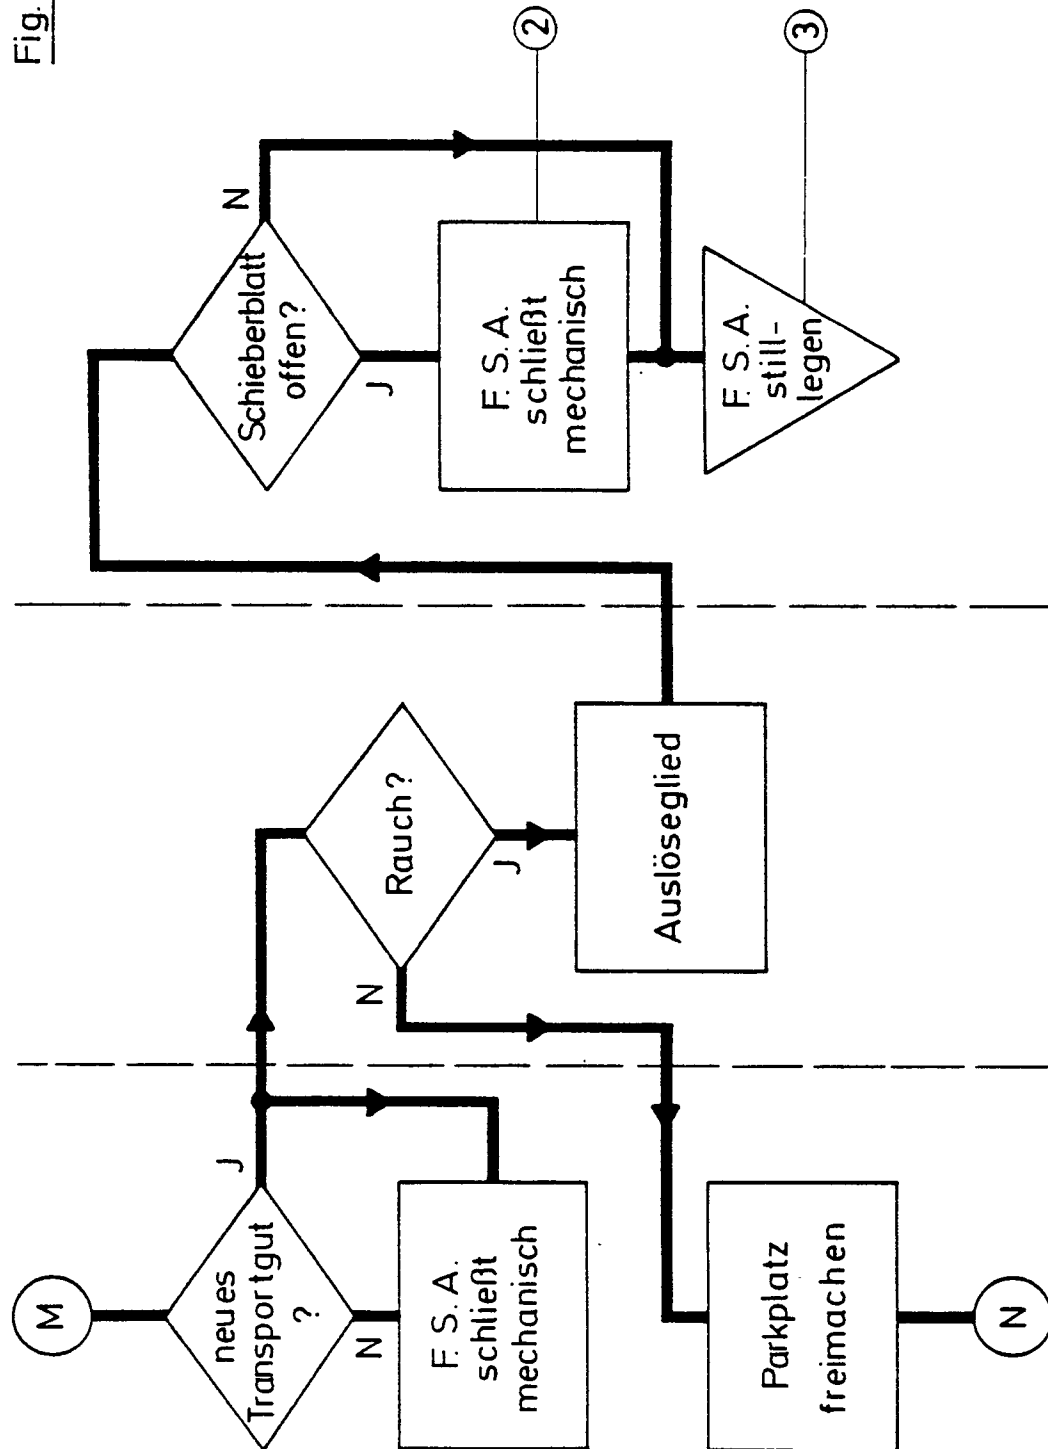 Fig.
M
neues
Transportgut
?
J
N
F. S. A.
schließt
mechanisch
Parkplatz
freimachen
N
Rauch?
N
J
Auslöseglied
Schieberblatt
offen?
N
J
F. S. A.
schließt
mechanisch
2
F. S. A.
still-
legen
3